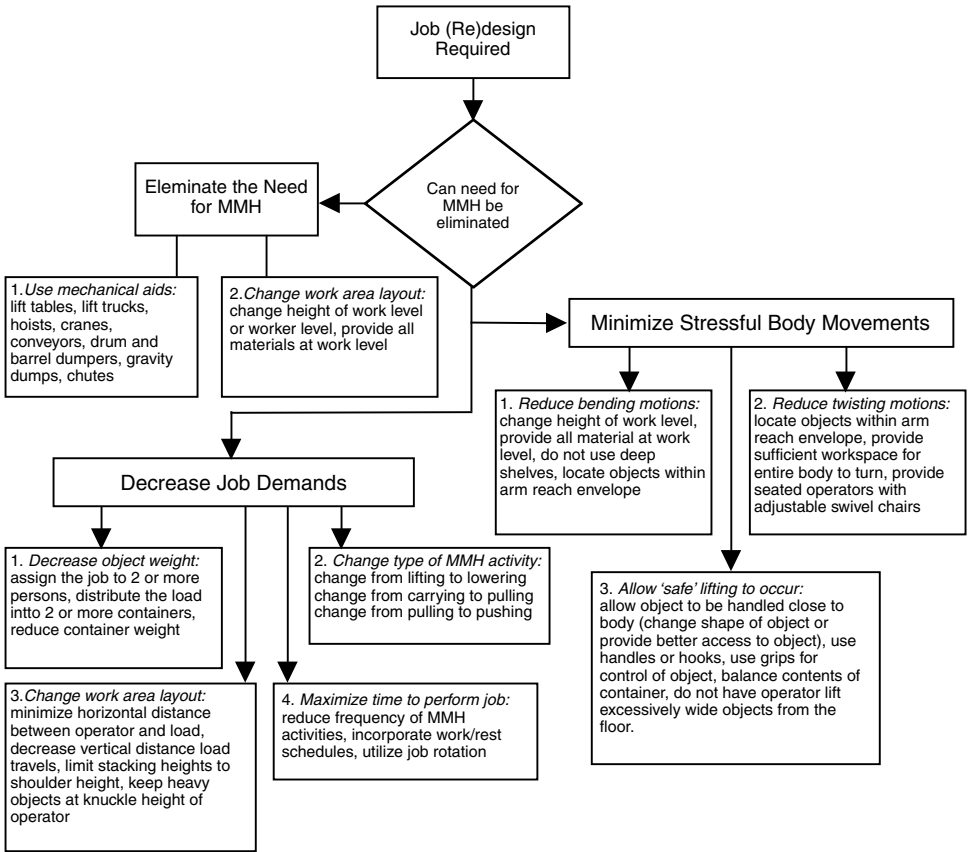 Job (Re)design
Required
Can need for
MMH be
eliminated
Eleminate the Need
for MMH
1.Use mechanical aids:
lift tables, lift trucks,
hoists, cranes,
conveyors, drum and
barrel dumpers, gravity
dumps, chutes
2.Change work area layout:
change height of work level
or worker level, provide all
materials at work level
Minimize Stressful Body Movements
1. Reduce bending motions:
change height of work level,
provide all material at work
level, do not use deep
shelves, locate objects within
arm reach envelope
2. Reduce twisting motions:
locate objects within arm
reach envelope, provide
sufficient workspace for
entire body to turn, provide
seated operators with
adjustable swivel chairs
3. Allow ‘safe’ lifting to occur:
allow object to be handled close to
body (change shape of object or
provide better access to object), use
handles or hooks, use grips for
control of object, balance contents of
container, do not have operator lift
excessively wide objects from the
floor.
Decrease Job Demands
1. Decrease object weight:
assign the job to 2 or more
persons, distribute the load
intto 2 or more containers,
reduce container weight
2. Change type of MMH activity:
change from lifting to lowering
change from carrying to pulling
change from pulling to pushing
3.Change work area layout:
minimize horizontal distance
between operator and load,
decrease vertical distance load
travels, limit stacking heights to
shoulder height, keep heavy
objects at knuckle height of
operator
4. Maximize time to perform job:
reduce frequency of MMH
activities, incorporate work/rest
schedules, utilize job rotation